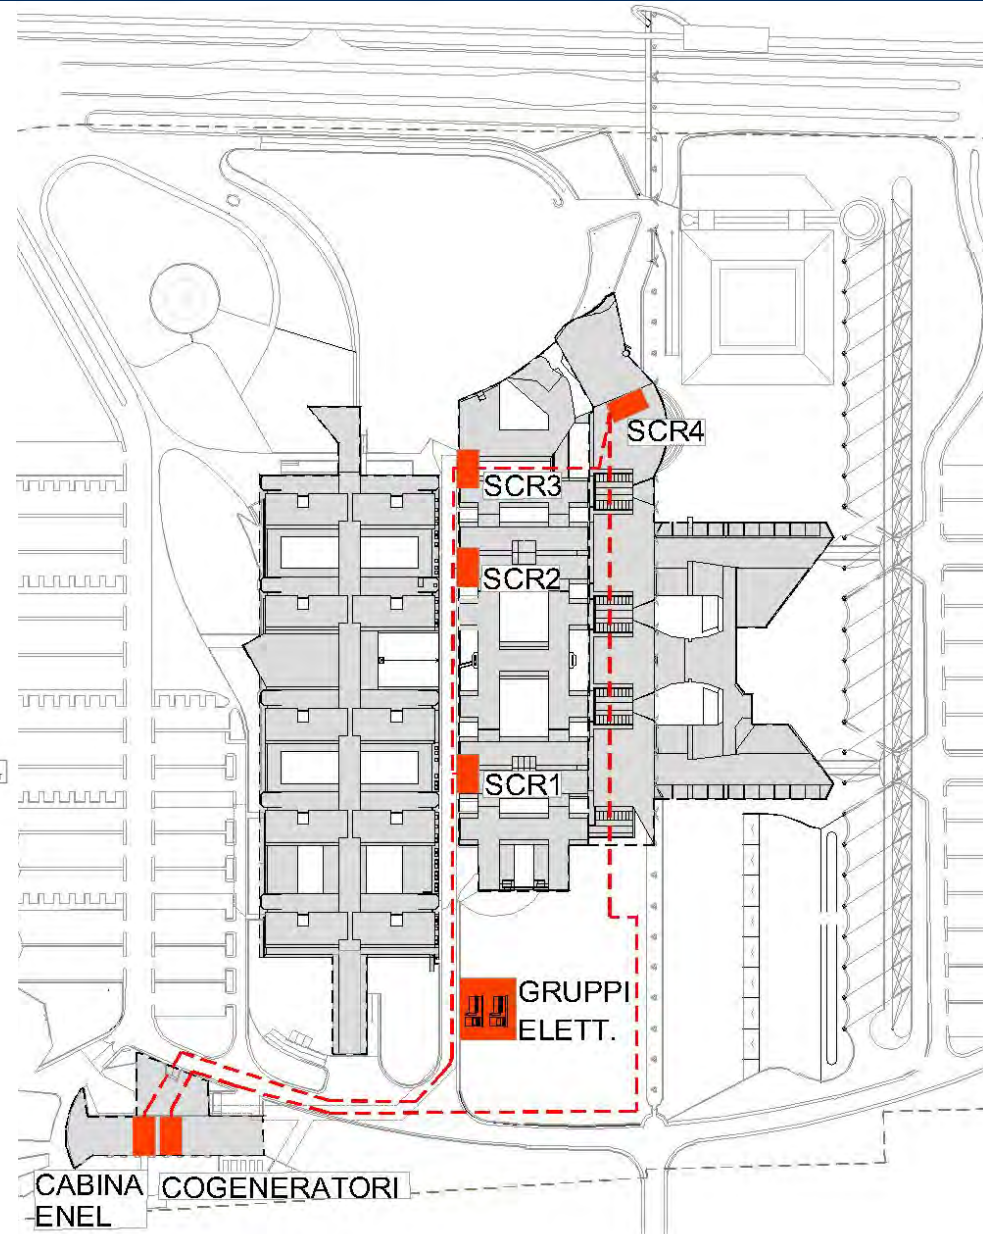 SCR4
SCR3
SCR2
SCR1
GRUPPI
ELETT.
CABINA
ENEL
COGENERATORI